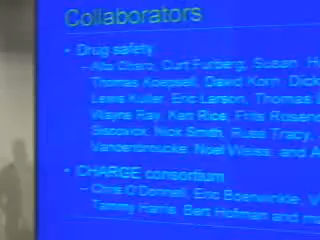 Collaborators
• Drug safety
– Alto Charo, Curt Furberg, Susan H
Thomas Koepsell, David Korn, Dick
Lewis Kuller, Eric Larson, Thomas L
Wayne Ray, Ken Rice, Frits Rosend
Siscovick, Nick Smith, Russ Tracy,
Vandenbroucke, Noel Weiss, and A
• CHARGE consortium
– Chris O'Donnell, Eric Boerwinkle, V
Tammy Harris, Bert Hofman and mo